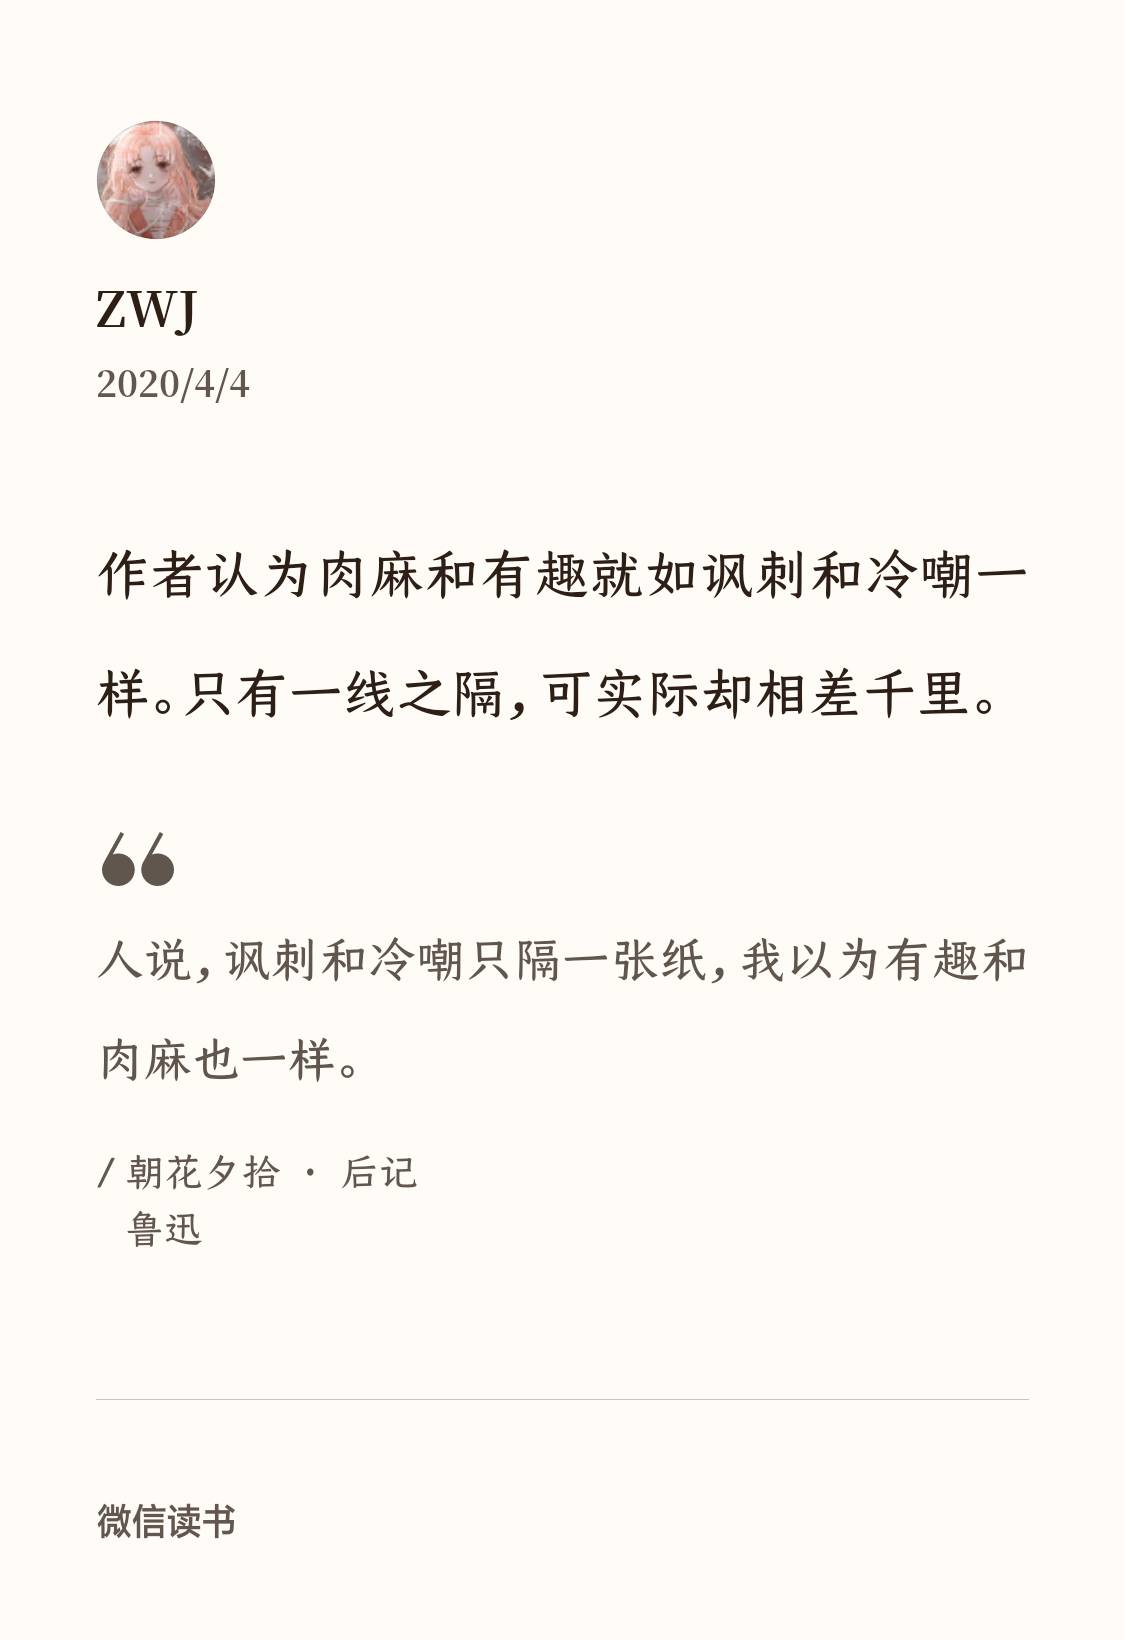 ZWJ
2020/4/4
作者认为肉麻和有趣就如讽刺和冷嘲一
样。只有一线之隔，可实际却相差千里。
“
人说，讽刺和冷嘲只隔一张纸，我以为有趣和
肉麻也一样。
/ 朝花夕拾 · 后记
鲁迅
微信读书